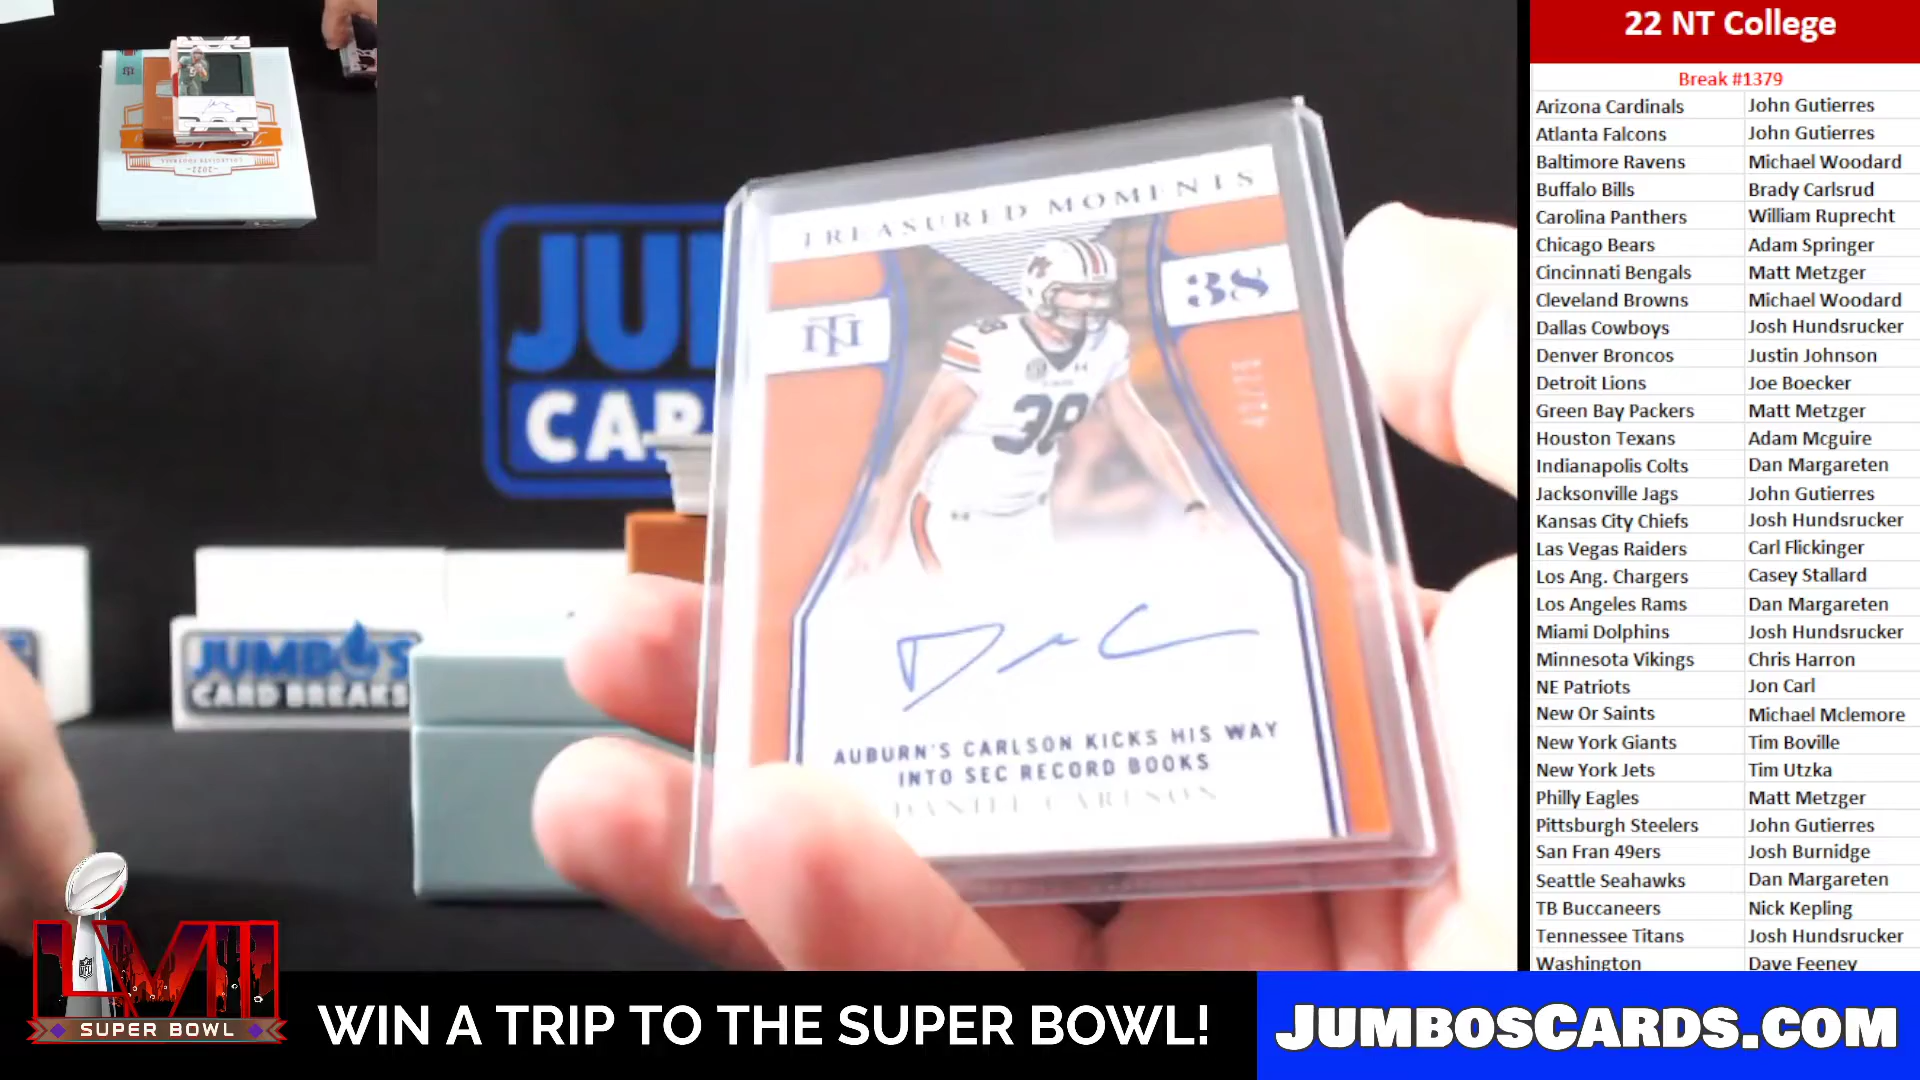 22 NT College
Break #1379
Arizona Cardinals John Gutierres
Atlanta Falcons John Gutierres
Baltimore Ravens Michael Woodard
Buffalo Bills Brady Carlsrud
Carolina Panthers William Ruprecht
Chicago Bears Adam Springer
Cincinnati Bengals Matt Metzger
Cleveland Browns Michael Woodard
Dallas Cowboys Josh Hundsrucker
Denver Broncos Justin Johnson
Detroit Lions Joe Boecker
Green Bay Packers Matt Metzger
Houston Texans Adam Mcguire
Indianapolis Colts Dan Margareten
Jacksonville Jags John Gutierres
Kansas City Chiefs Josh Hundsrucker
Las Vegas Raiders Carl Flickinger
Los Ang. Chargers Casey Stallard
Los Angeles Rams Dan Margareten
Miami Dolphins Josh Hundsrucker
Minnesota Vikings Chris Harron
NE Patriots Jon Carl
New Or Saints Michael Mclemore
New York Giants Tim Boville
New York Jets Tim Utzka
Philly Eagles Matt Metzger
Pittsburgh Steelers John Gutierres
San Fran 49ers Josh Burnidge
Seattle Seahawks Dan Margareten
TB Buccaneers Nick Kepling
Tennessee Titans Josh Hundsrucker
Washington Dave Feeney
TREASURED MOMENTS
NT
38
38
38
AUBURN'S CARLSON KICKS HIS WAY
INTO SEC RECORD BOOKS
DANIEL CARLSON
JUMBO'S
CARD BREAKS
LVII
SUPER BOWL
WIN A TRIP TO THE SUPER BOWL!
JUMBOSCARDS.COM